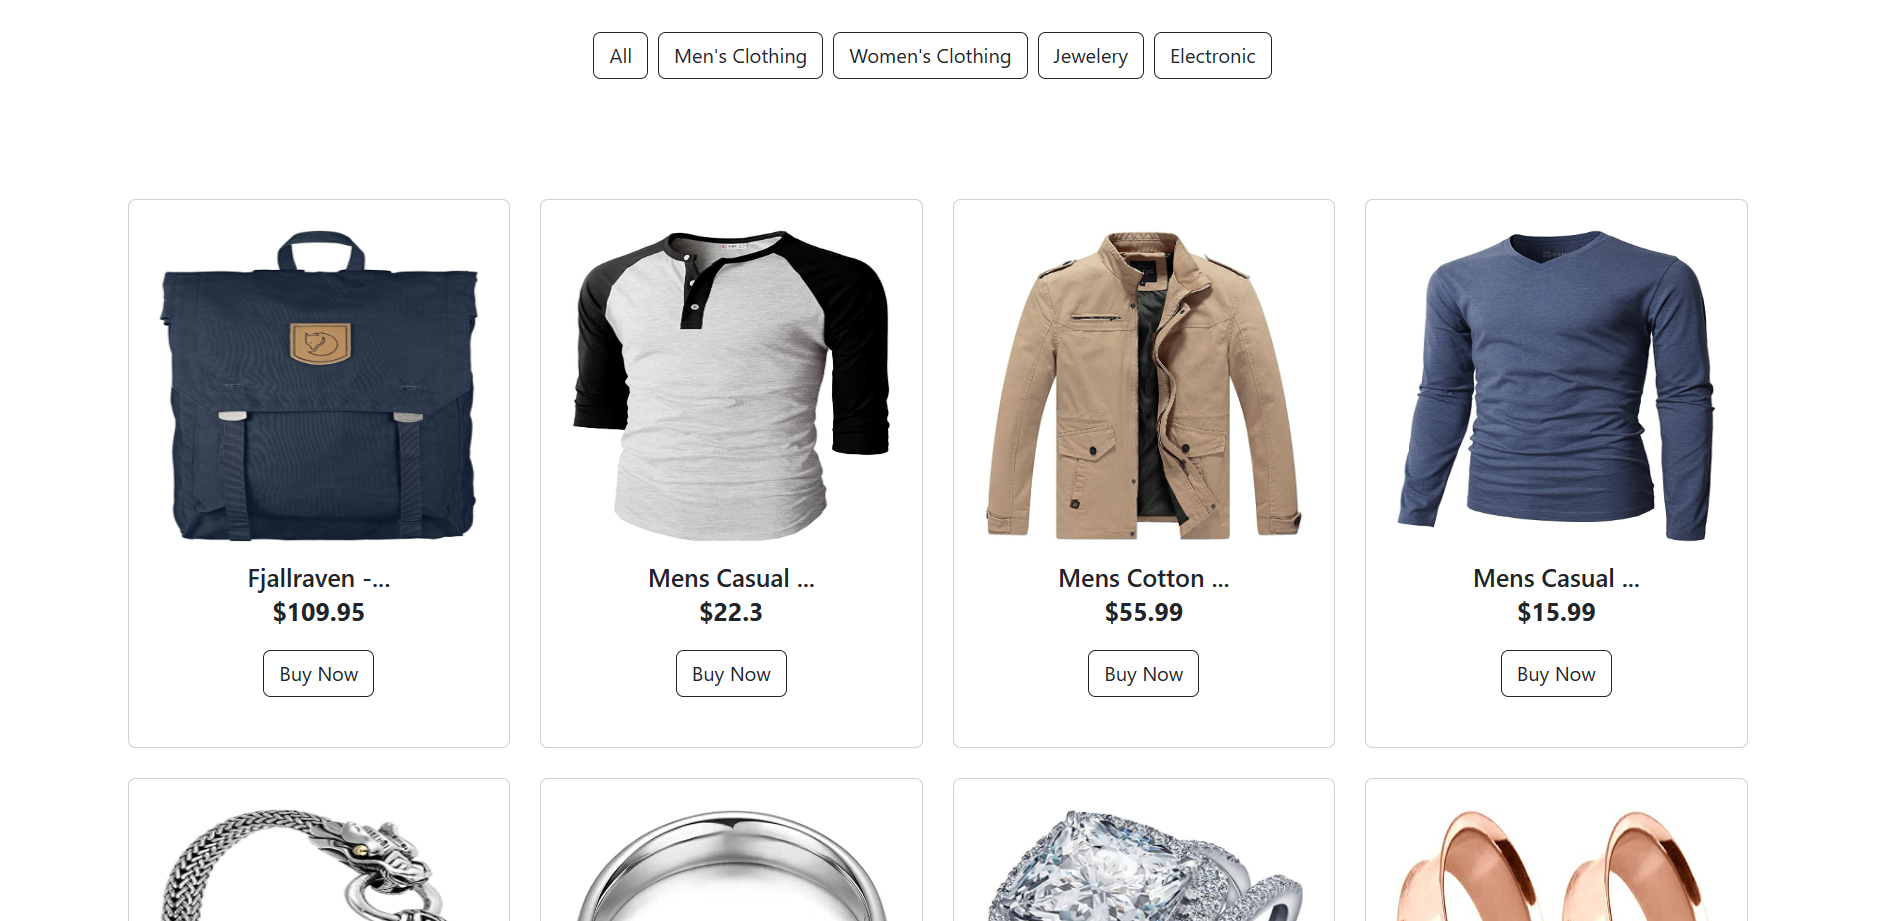 All
Men's Clothing
Women's Clothing
Jewelery
Electronic
Fjallraven -...
$109.95
Buy Now
Mens Casual ...
$22.3
Buy Now
Mens Cotton ...
$55.99
Buy Now
Mens Casual ...
$15.99
Buy Now